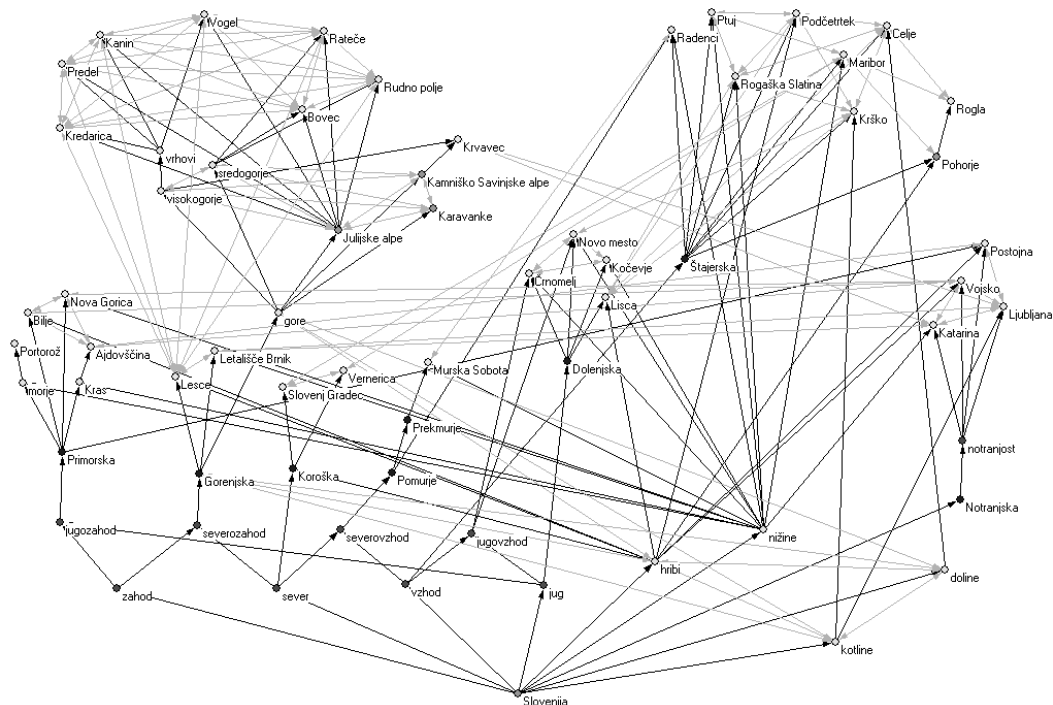 Vogel
Kanin
Rateče
Predel
Rudno polje
Bovec
Kredarica
vrhovi
sredogorje
visokogorje
Krvavec
Kamniško Savinjske alpe
Karavanke
Julijske alpe
gore
Ptuj
Podčetrtek
Radenci
Celje
Maribor
Rogaška Slatina
Rogla
Krško
Pohorje
Novo mesto
Kočevje
Štajerska
Črnomelj
Lisca
Postojna
Vojsko
Ljubljana
Katarina
Nova Gorica
Bilje
Portorož
Ajdovščina
Letališče Brnik
Lesce
morje
Kras
Vernerica
Slovenj Gradec
Murska Sobota
Dolenjska
Prekmurje
Primorska
Gorenjska
Koroška
Pomurje
notranjost
Notranjska
jugozahod
severozahod
severovzhod
jugovzhod
nižine
hribi
doline
zahod
sever
vzhod
jug
kotline
Slovenija